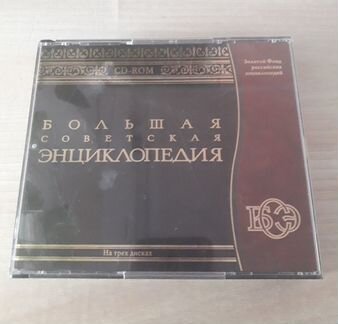 CD-ROM
Золотой Фонд
российских
энциклопедий
БОЛЬШАЯ
СОВЕТСКАЯ
ЭНЦИКЛОПЕДИЯ
БСЭ
На трех дисках